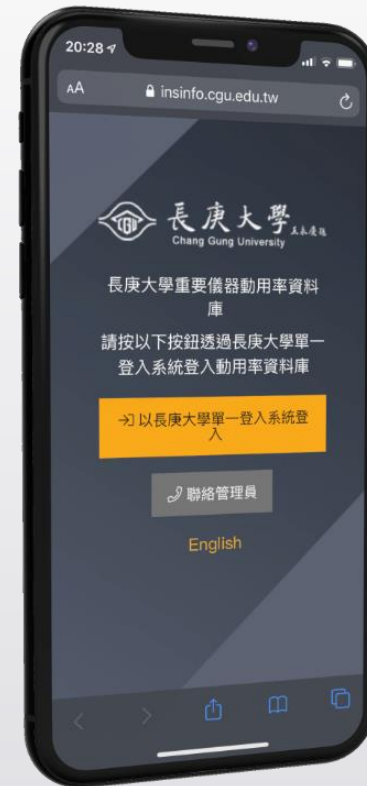 20:28
AA insinfo.cgu.edu.tw
長庚大學
Chang Gung University
長庚大學重要儀器動用率資料
庫
請按以下按鈕透過長庚大學單一
登入系統登入動用率資料庫
以長庚大學單一登入系統登
入
聯絡管理員
English